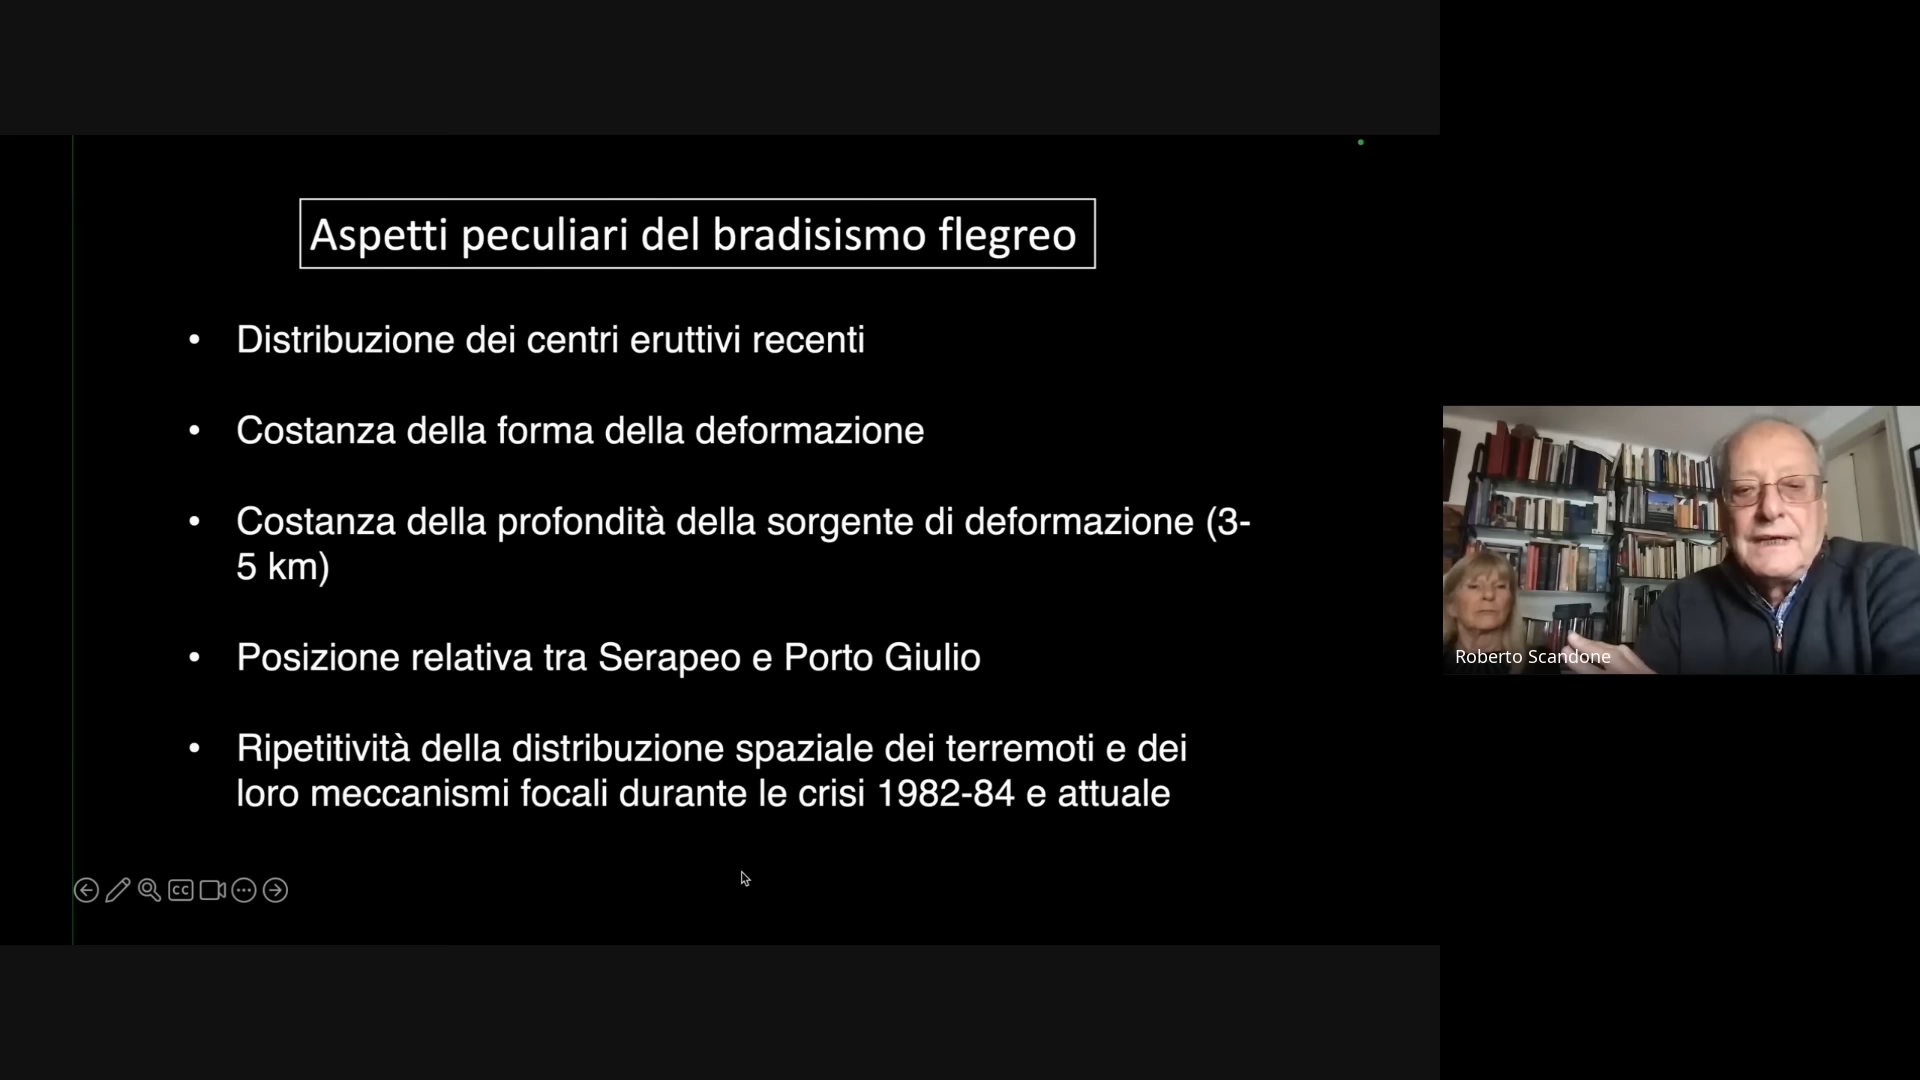 Aspetti peculiari del bradisismo flegreo
• Distribuzione dei centri eruttivi recenti
• Costanza della forma della deformazione
• Costanza della profondità della sorgente di deformazione (3-
5 km)
• Posizione relativa tra Serapeo e Porto Giulio
• Ripetitività della distribuzione spaziale dei terremoti e dei
loro meccanismi focali durante le crisi 1982-84 e attuale
CC
Roberto Scandone